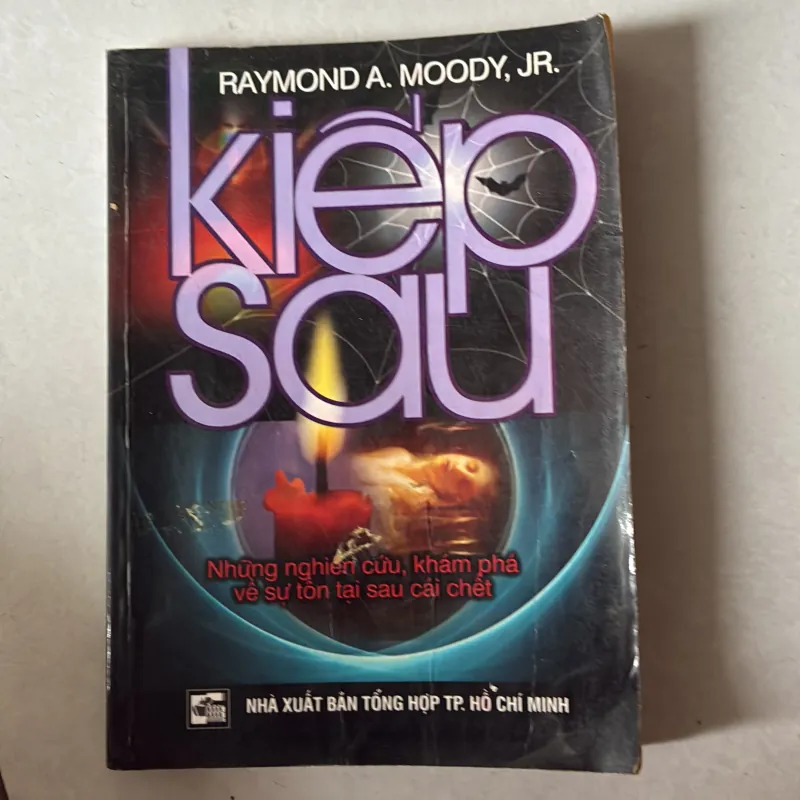 RAYMOND A. MOODY, JR.
kiếp
sau
Những nghiên cứu, khám phá
về sự tồn tại sau cái chết
NHÀ XUẤT BẢN TỔNG HỢP TP. HỒ CHÍ MINH